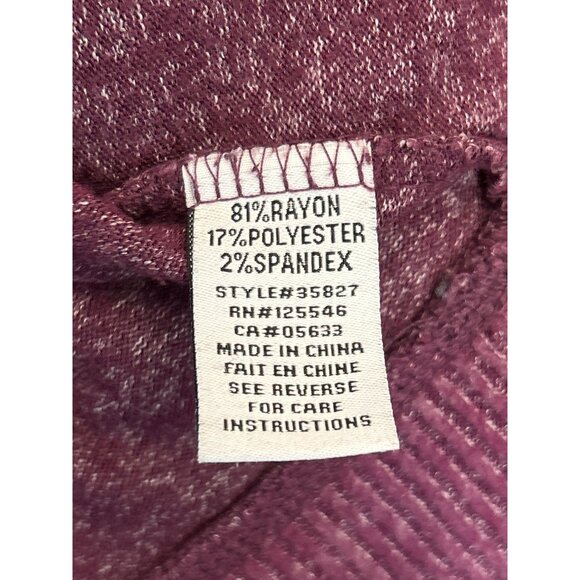 81%RAYON
17%POLYESTER
2%SPANDEX
STYLE#35827
RN#125546
CA#05633
MADE IN CHINA
FAIT EN CHINE
SEE REVERSE
FOR CARE
INSTRUCTIONS